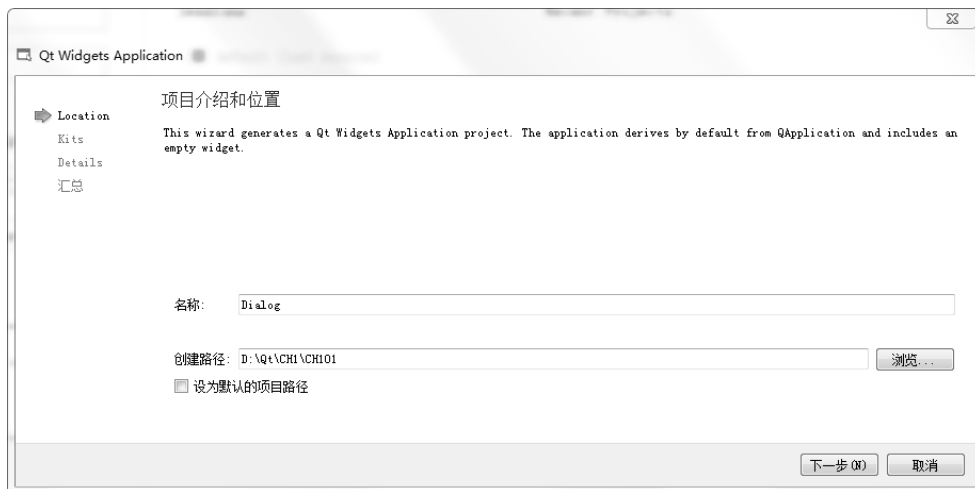 Qt Widgets Application
项目介绍和位置
Location
Kits
Details
汇总
This wizard generates a Qt Widgets Application project. The application derives by default from QApplication and includes an
empty widget.
名称: Dialog
创建路径: D:\Qt\CH1\CH101 浏览...
设为默认的项目路径
下一步(N) 取消